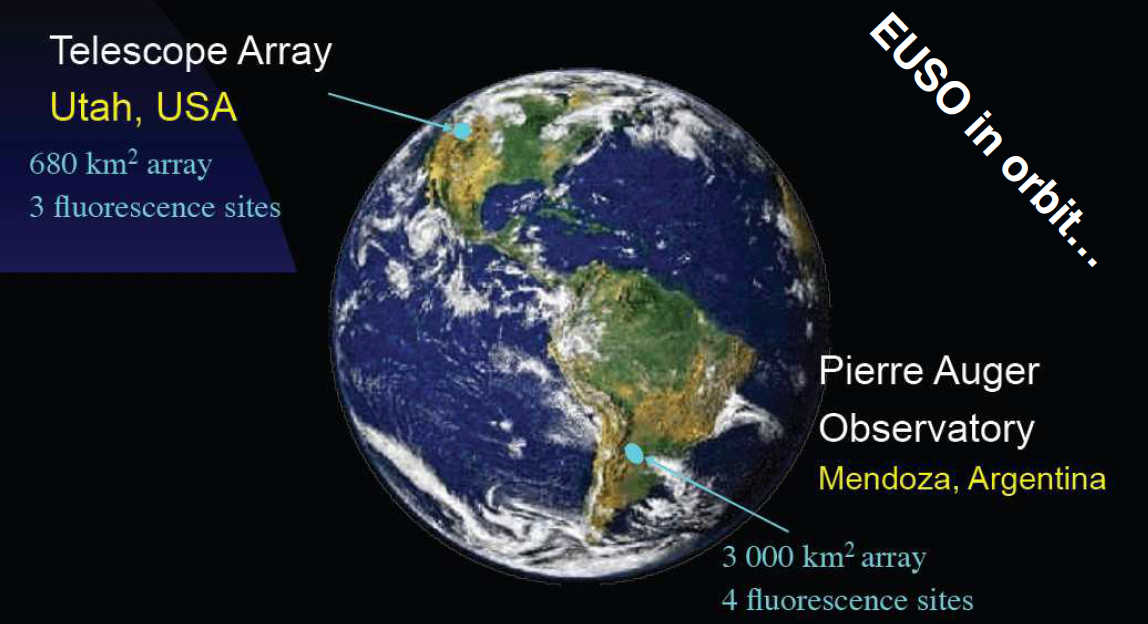 Telescope Array
Utah, USA
680 km² array
3 fluorescence sites
EUSO in orbit...
Pierre Auger
Observatory
Mendoza, Argentina
3 000 km² array
4 fluorescence sites